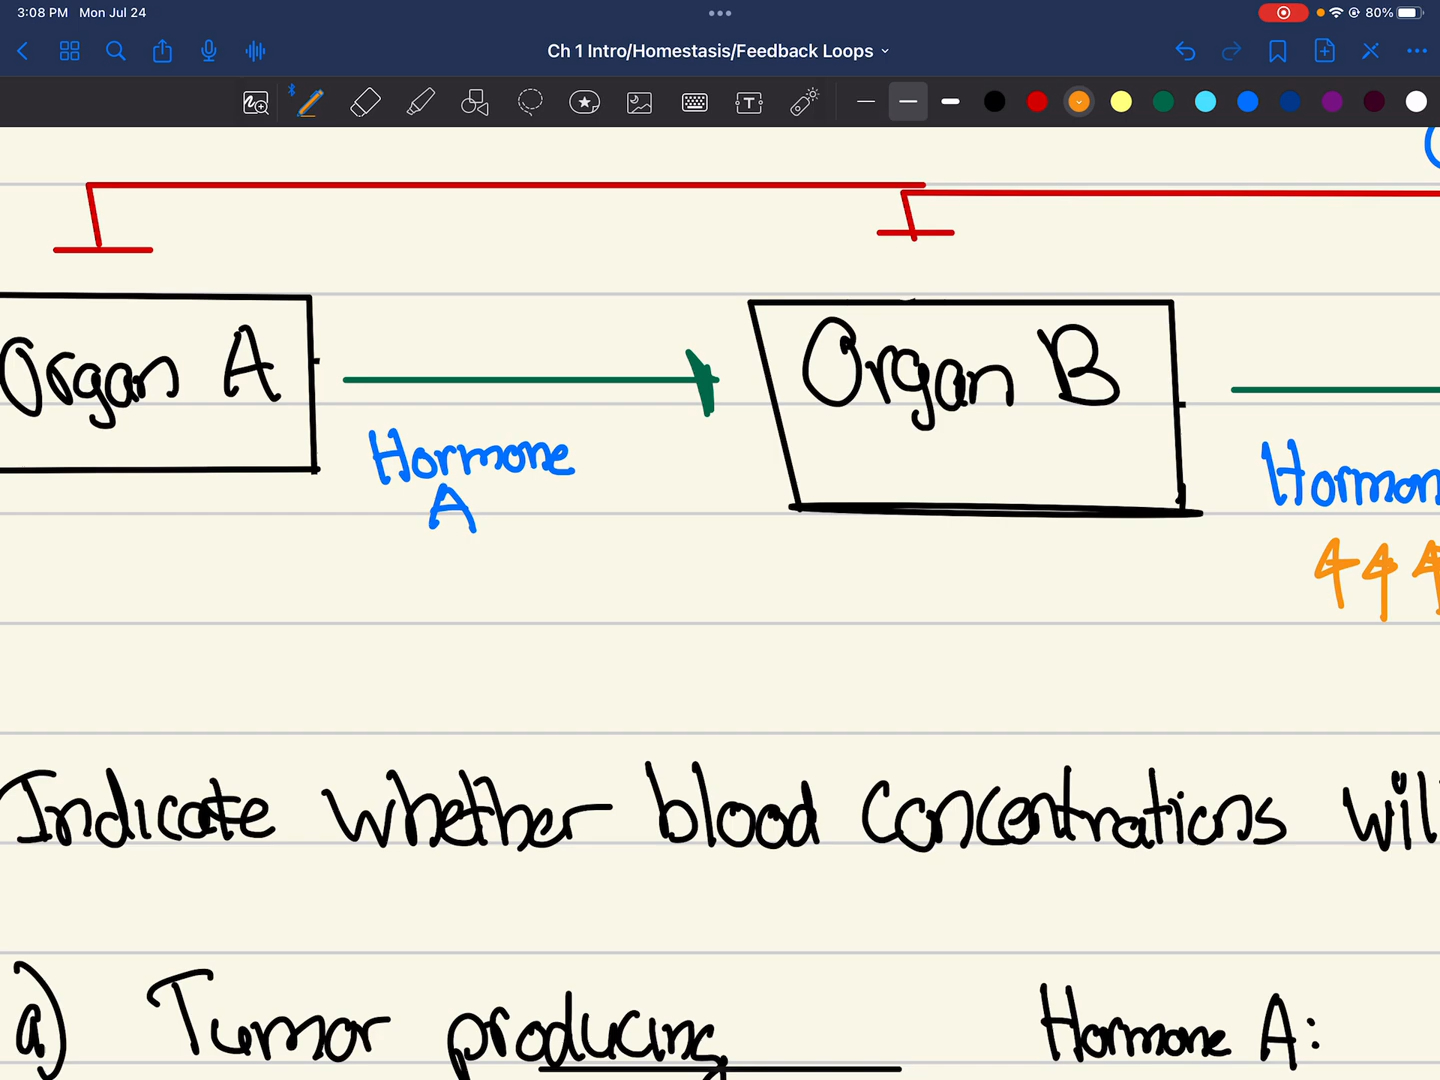 3:08 PM Mon Jul 24
80%
Ch 1 Intro/Homestasis/Feedback Loops
Organ A
Organ B
Hormone
A
Hormon
Indicate whether blood concentrations wil
a) Tumor producing
Hormone A: